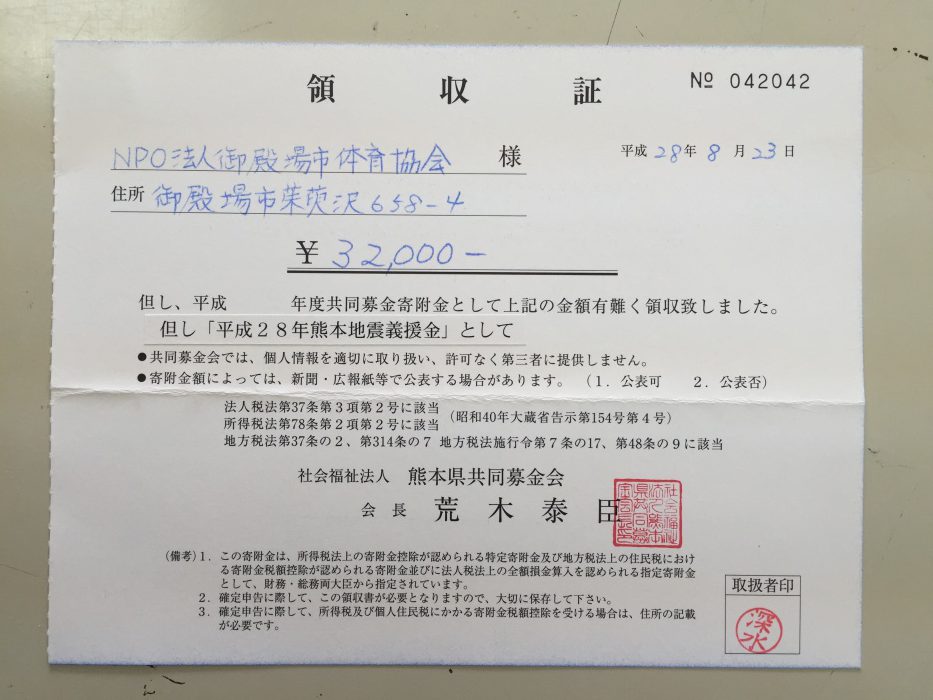 領収証
№ 042042
NPO法人御殿場市体育協会 様
平成 28年 8月 23日
住所 御殿場市茱萸沢658-4
¥ 32,000-
但し、平成　　年度共同募金寄附金として上記の金額有難く領収致しました。
但し「平成28年熊本地震義援金」として
●共同募金会では、個人情報を適切に取り扱い、許可なく第三者に提供しません。
●寄附金額によっては、新聞・広報紙等で公表する場合があります。（1．公表可　2．公表否）
法人税法第37条第3項第2号に該当
所得税法第78条第2項第2号に該当
（昭和40年大蔵省告示第154号第4号）
地方税法第37条の2、第314条の7 地方税法施行令第7条の17、第48条の9に該当
社会福祉法人 熊本県共同募金会
会長 荒木泰臣
（備考）1．この寄附金は、所得税法上の寄附金控除が認められる特定寄附金及び地方税法上の住民税におけ
る寄附金税額控除が認められる寄附金並びに法人税法上の全額損金算入を認められる指定寄附金
として、財務・総務両大臣から指定されています。
2．確定申告に際して、この領収書が必要となりますので、大切に保存して下さい。
3．確定申告に際して、所得税及び個人住民税にかかる寄附金税額控除を受ける場合は、住所の記載
が必要です。
取扱者印
深水